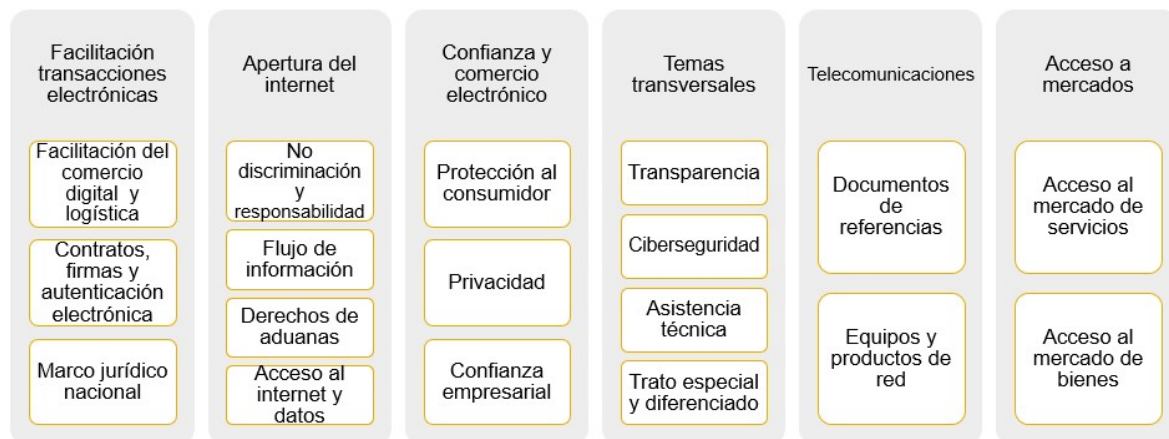 Facilitación
transacciones
electrónicas
Facilitación del
comercio
digital y
logística
Contratos,
firmas y
autenticación
electrónica
Marco jurídico
nacional
Apertura del
internet
No
discriminación
y
responsabilidad
Flujo de
información
Derechos de
aduanas
Acceso al
internet y
datos
Confianza y
comercio
electrónico
Protección al
consumidor
Privacidad
Confianza
empresarial
Temas
transversales
Transparencia
Ciberseguridad
Asistencia
técnica
Trato especial
y diferenciado
Telecomunicaciones
Documentos
de
referencias
Equipos y
productos de
red
Acceso a
mercados
Acceso al
mercado de
servicios
Acceso al
mercado de
bienes